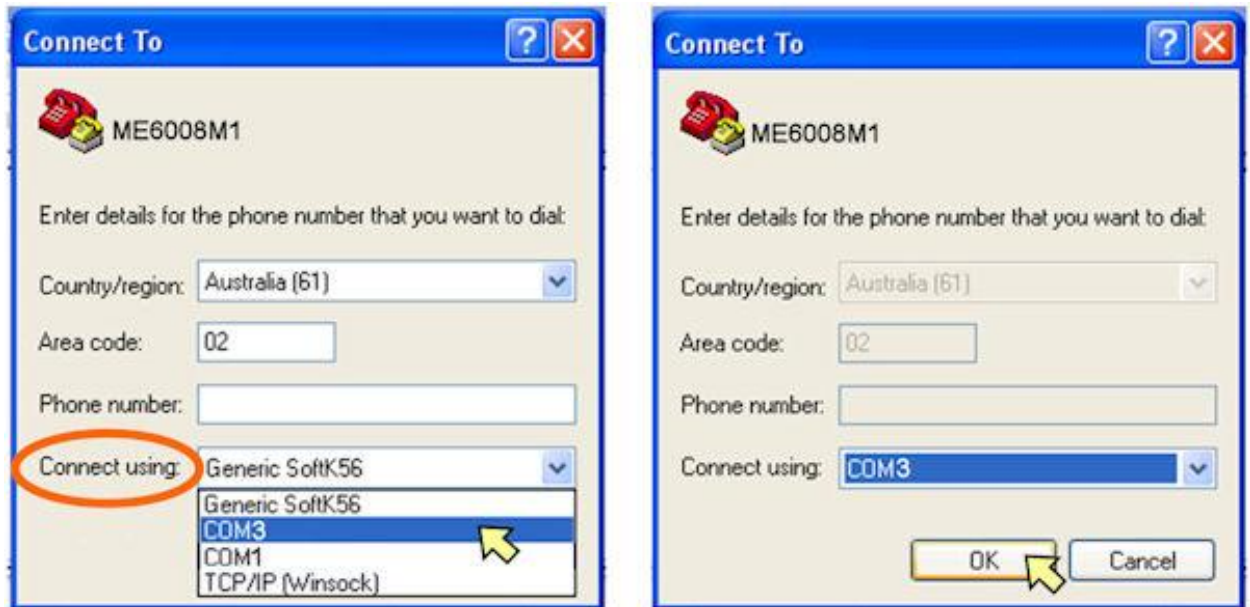 Connect To
ME6008M1
Enter details for the phone number that you want to dial:
Country/region: Australia (61)
Area code: 02
Phone number:
Connect using: Generic SoftK56
Generic SoftK56
COM3
COM1
TCP/IP (Winsock)
Connect To
ME6008M1
Enter details for the phone number that you want to dial:
Country/region: Australia (61)
Area code: 02
Phone number:
Connect using: COM3
OK Cancel